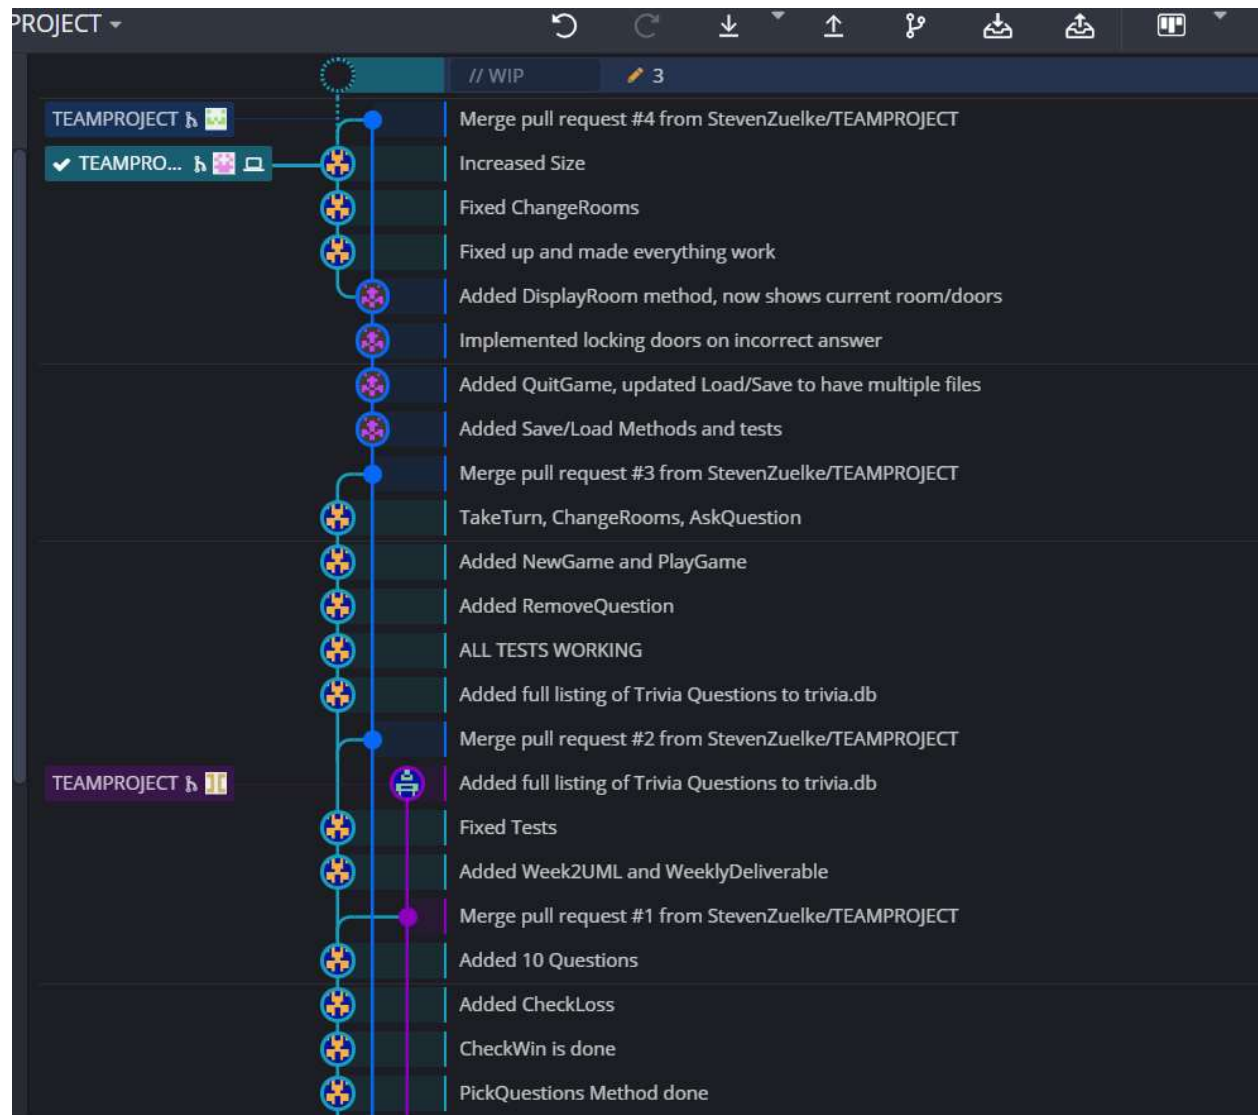 PROJECT
// WIP 3
TEAMPROJECT Merge pull request #4 from StevenZuelke/TEAMPROJECT
TEAMPRO... Increased Size
Fixed ChangeRooms
Fixed up and made everything work
Added DisplayRoom method, now shows current room/doors
Implemented locking doors on incorrect answer
Added QuitGame, updated Load/Save to have multiple files
Added Save/Load Methods and tests
Merge pull request #3 from StevenZuelke/TEAMPROJECT
TakeTurn, ChangeRooms, AskQuestion
Added NewGame and PlayGame
Added RemoveQuestion
ALL TESTS WORKING
Added full listing of Trivia Questions to trivia.db
Merge pull request #2 from StevenZuelke/TEAMPROJECT
TEAMPROJECT Added full listing of Trivia Questions to trivia.db
Fixed Tests
Added Week2UML and WeeklyDeliverable
Merge pull request #1 from StevenZuelke/TEAMPROJECT
Added 10 Questions
Added CheckLoss
CheckWin is done
PickQuestions Method done